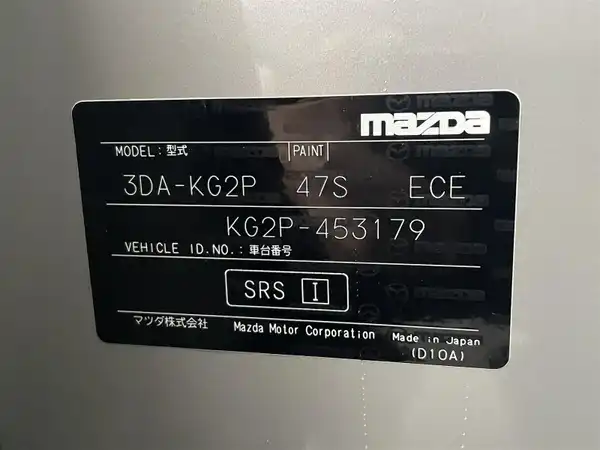 mazda
MODEL : 型式 PAINT
3DA-KG2P 47S ECE
KG2P-453179
VEHICLE ID.NO. : 車台番号
SRS I
マツダ株式会社 Mazda Motor Corporation Made in Japan
(D10A)